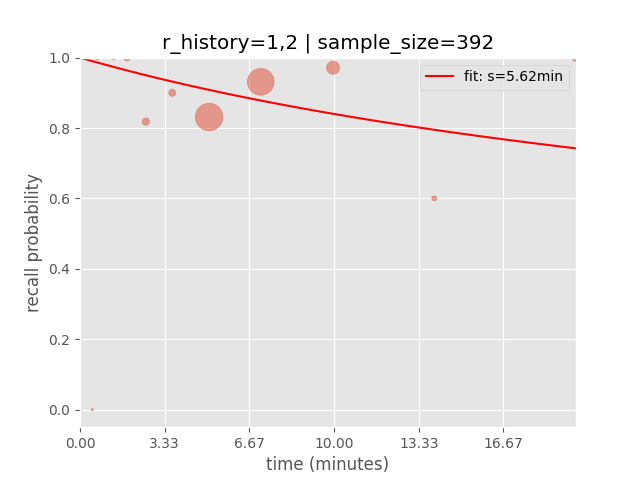 r_history=1,2 | sample_size=392
fit: s=5.62min
recall probability
1.0
0.8
0.6
0.4
0.2
0.0
0.00 3.33 6.67 10.00 13.33 16.67
time (minutes)